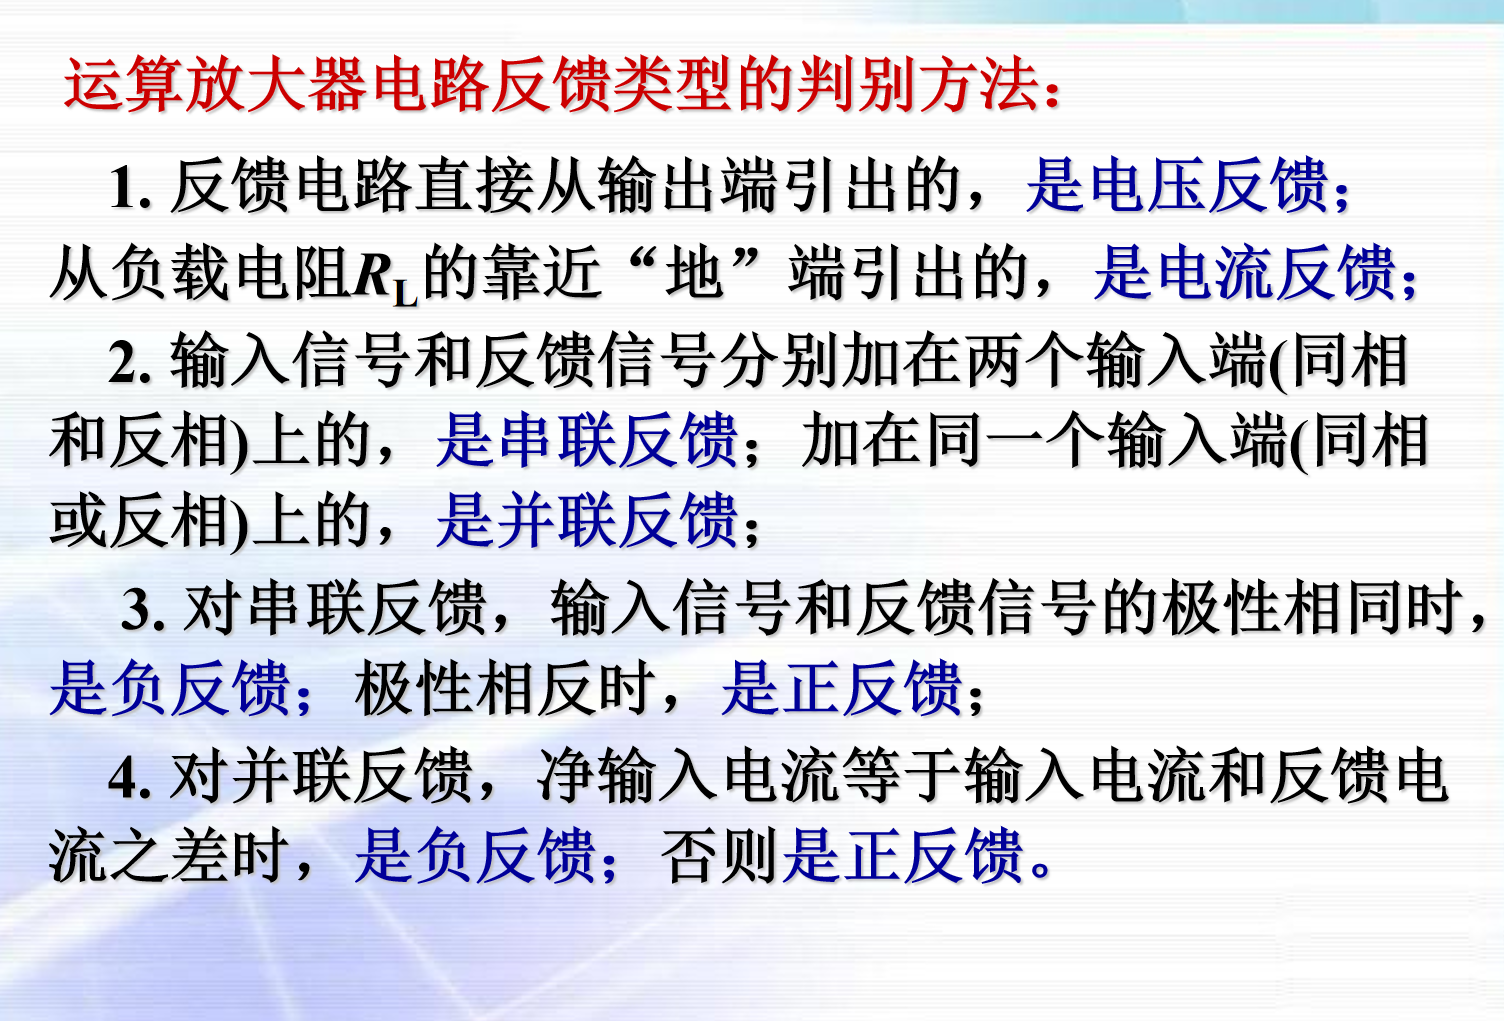 运算放大器电路反馈类型的判别方法：
1. 反馈电路直接从输出端引出的，是电压反馈；
从负载电阻RL的靠近“地”端引出的，是电流反馈；
2. 输入信号和反馈信号分别加在两个输入端(同相
和反相)上的，是串联反馈；加在同一个输入端(同相
或反相)上的，是并联反馈；
3. 对串联反馈，输入信号和反馈信号的极性相同时，
是负反馈；极性相反时，是正反馈；
4. 对并联反馈，净输入电流等于输入电流和反馈电
流之差时，是负反馈；否则是正反馈。